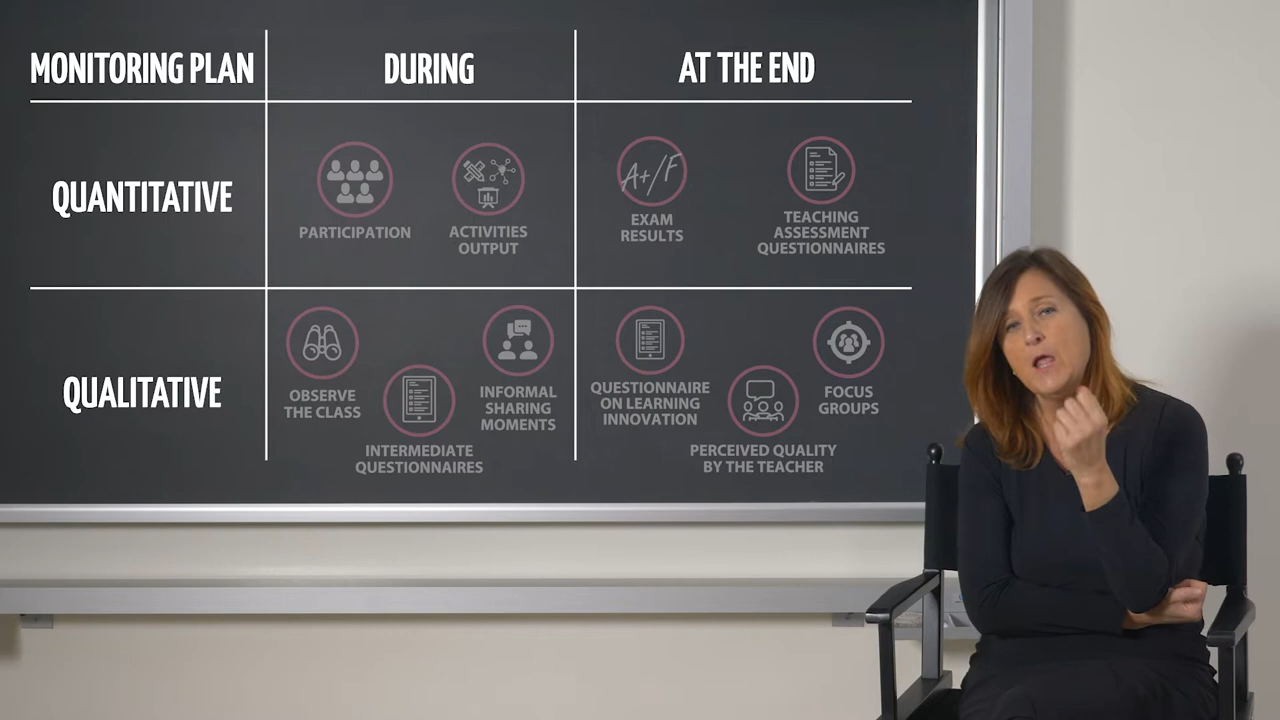 MONITORING PLAN
DURING
AT THE END
QUANTITATIVE
PARTICIPATION
ACTIVITIES
OUTPUT
A+/F
EXAM
RESULTS
TEACHING
ASSESSMENT
QUESTIONNAIRES
QUALITATIVE
OBSERVE
THE CLASS
INTERMEDIATE
QUESTIONNAIRES
INFORMAL
SHARING
MOMENTS
QUESTIONNAIRE
ON LEARNING
INNOVATION
PERCEIVED QUALITY
BY THE TEACHER
FOCUS
GROUPS